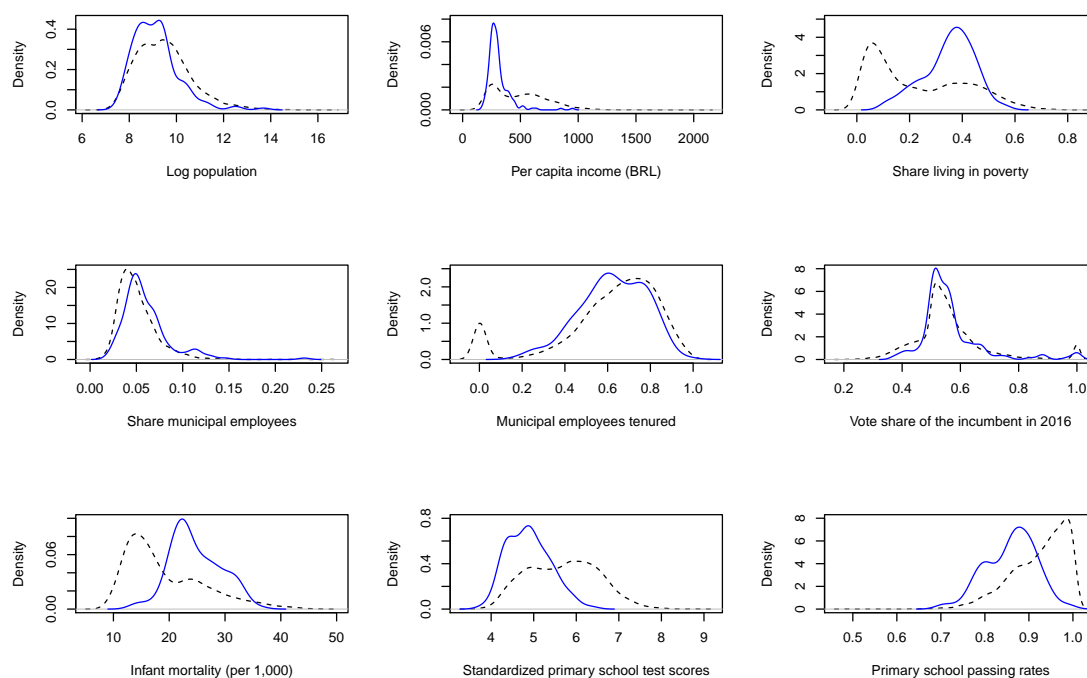 Density
0.0 0.2 0.4
6 8 10 12 14 16
Log population
Density
0.000 0.006
0 500 1000 1500 2000
Per capita income (BRL)
Density
0 2 4
0.0 0.2 0.4 0.6 0.8
Share living in poverty
Density
0 10 20
0.00 0.05 0.10 0.15 0.20 0.25
Share municipal employees
Density
0.0 1.0 2.0
0.0 0.2 0.4 0.6 0.8 1.0
Municipal employees tenured
Density
0 2 4 6 8
0.2 0.4 0.6 0.8 1.0
Vote share of the incumbent in 2016
Density
0.00 0.06
10 20 30 40 50
Infant mortality (per 1,000)
Density
0.0 0.4 0.8
4 5 6 7 8 9
Standardized primary school test scores
Density
0 2 4 6 8
0.5 0.6 0.7 0.8 0.9 1.0
Primary school passing rates